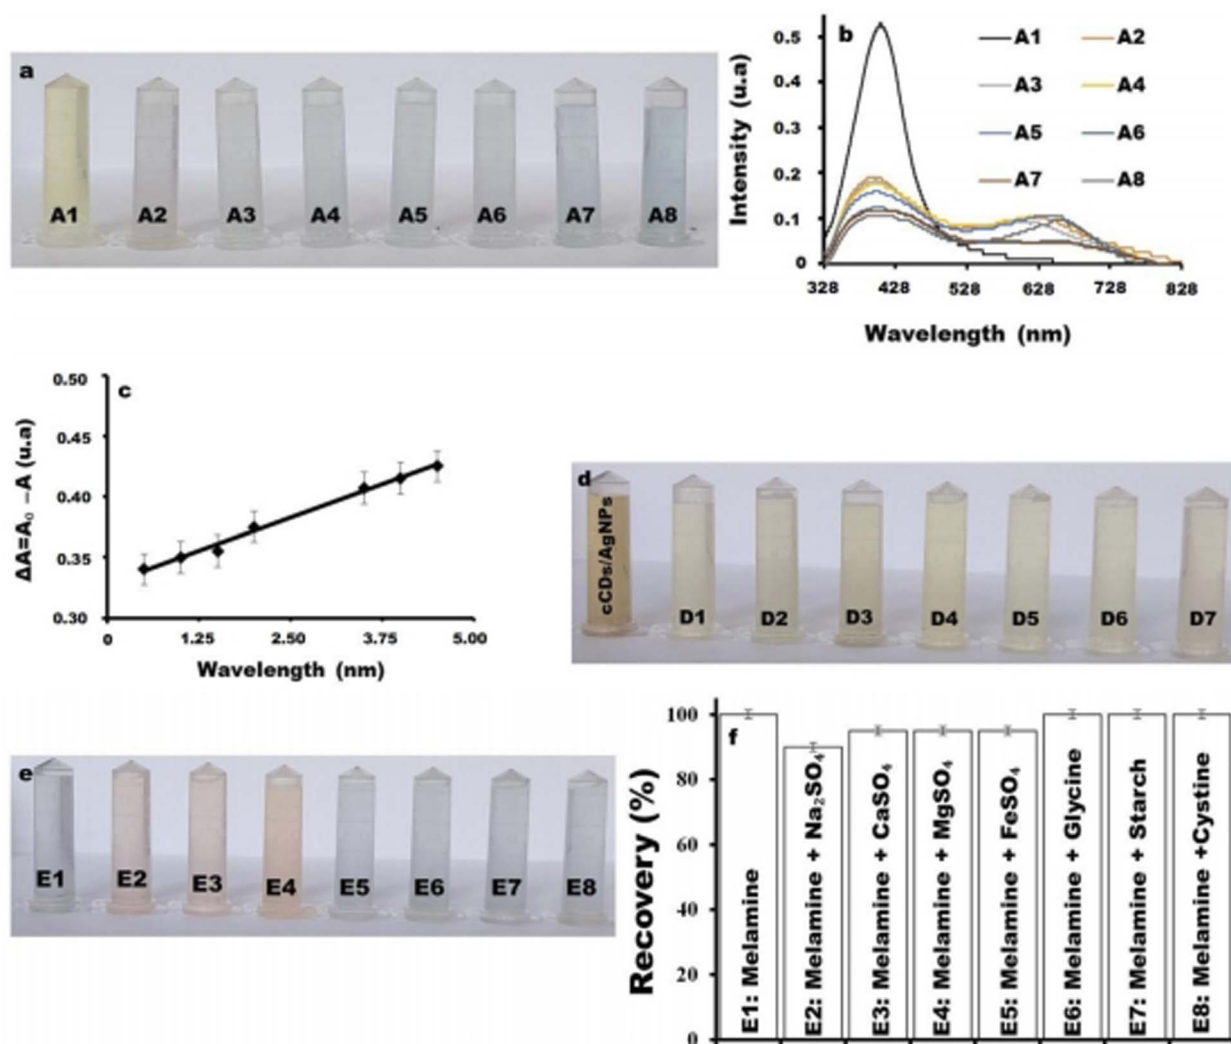 a
A1 A2 A3 A4 A5 A6 A7 A8
b
Intensity (u.a)
0.5
0.4
0.3
0.2
0.1
0
A1 A2
A3 A4
A5 A6
A7 A8
328 428 528 628 728 828
Wavelength (nm)
c
ΔA=A₀ –A (u.a)
0.50
0.45
0.40
0.35
0.30
0 1.25 2.50 3.75 5.00
Wavelength (nm)
d
cCDs/AgNPs
D1 D2 D3 D4 D5 D6 D7
e
E1 E2 E3 E4 E5 E6 E7 E8
f
Recovery (%)
100
80
60
40
20
0
E1: Melamine
E2: Melamine + Na₂SO₄
E3: Melamine + CaSO₄
E4: Melamine + MgSO₄
E5: Melamine + FeSO₄
E6: Melamine + Glycine
E7: Melamine + Starch
E8: Melamine +Cystine